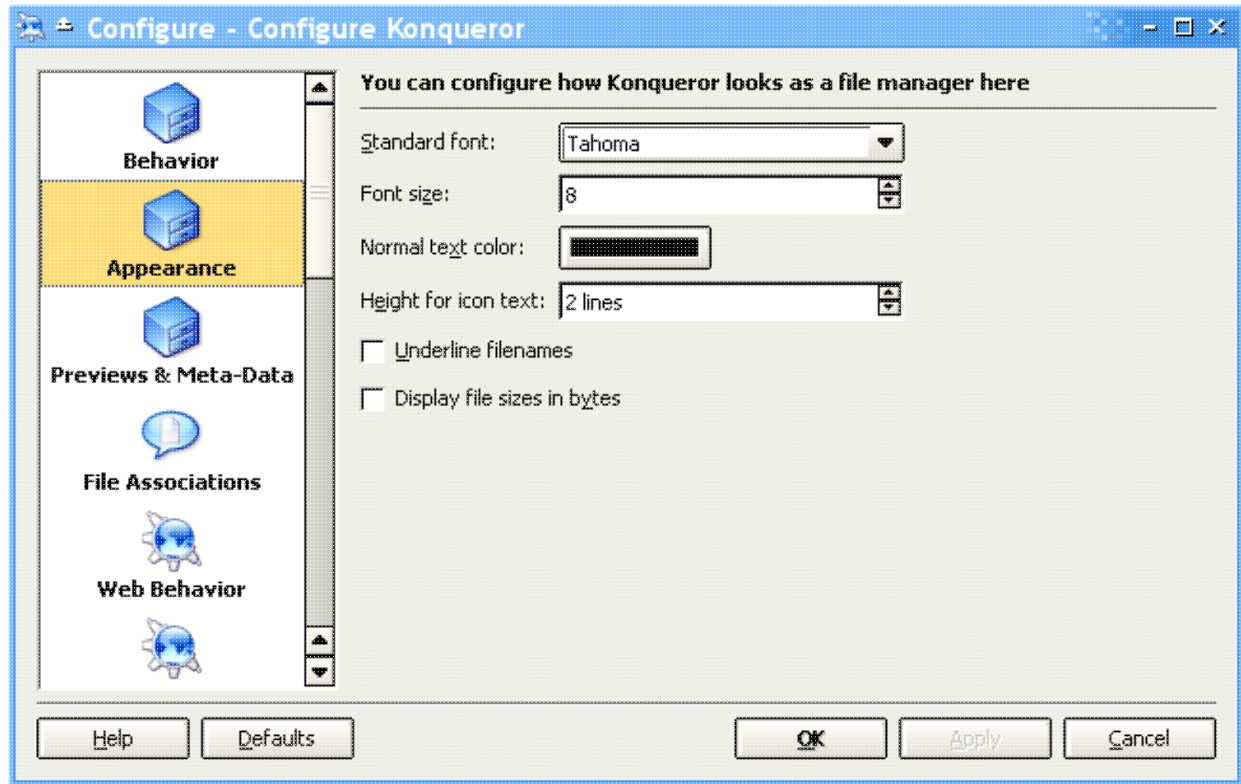 Configure - Configure Konqueror
Behavior
Appearance
Previews & Meta-Data
File Associations
Web Behavior
You can configure how Konqueror looks as a file manager here
Standard font: Tahoma
Font size: 8
Normal text color:
Height for icon text: 2 lines
Underline filenames
Display file sizes in bytes
Help Defaults OK Apply Cancel